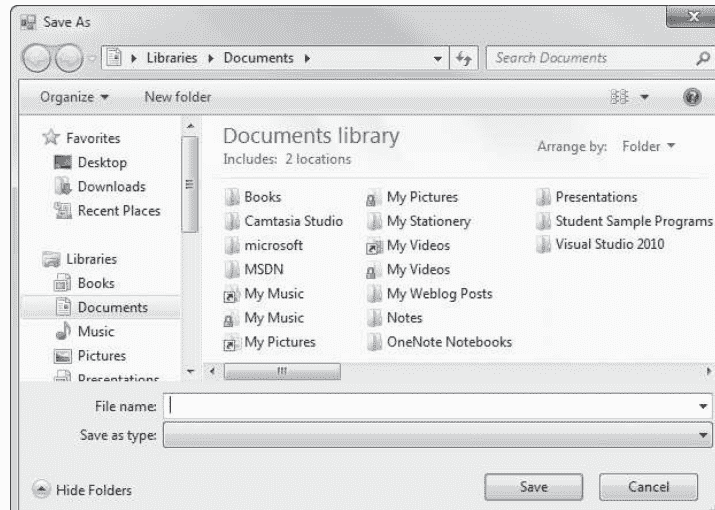 Save As
Libraries Documents
Search Documents
Organize
New folder
Favorites
Desktop
Downloads
Recent Places
Libraries
Books
Documents
Music
Pictures
Presentations
Documents library
Includes: 2 locations
Arrange by: Folder
Books
Camtasia Studio
microsoft
MSDN
My Music
My Music
My Pictures
My Pictures
My Stationery
My Videos
My Videos
My Weblog Posts
Notes
OneNote Notebooks
Presentations
Student Sample Programs
Visual Studio 2010
File name:
Save as type:
Hide Folders
Save
Cancel